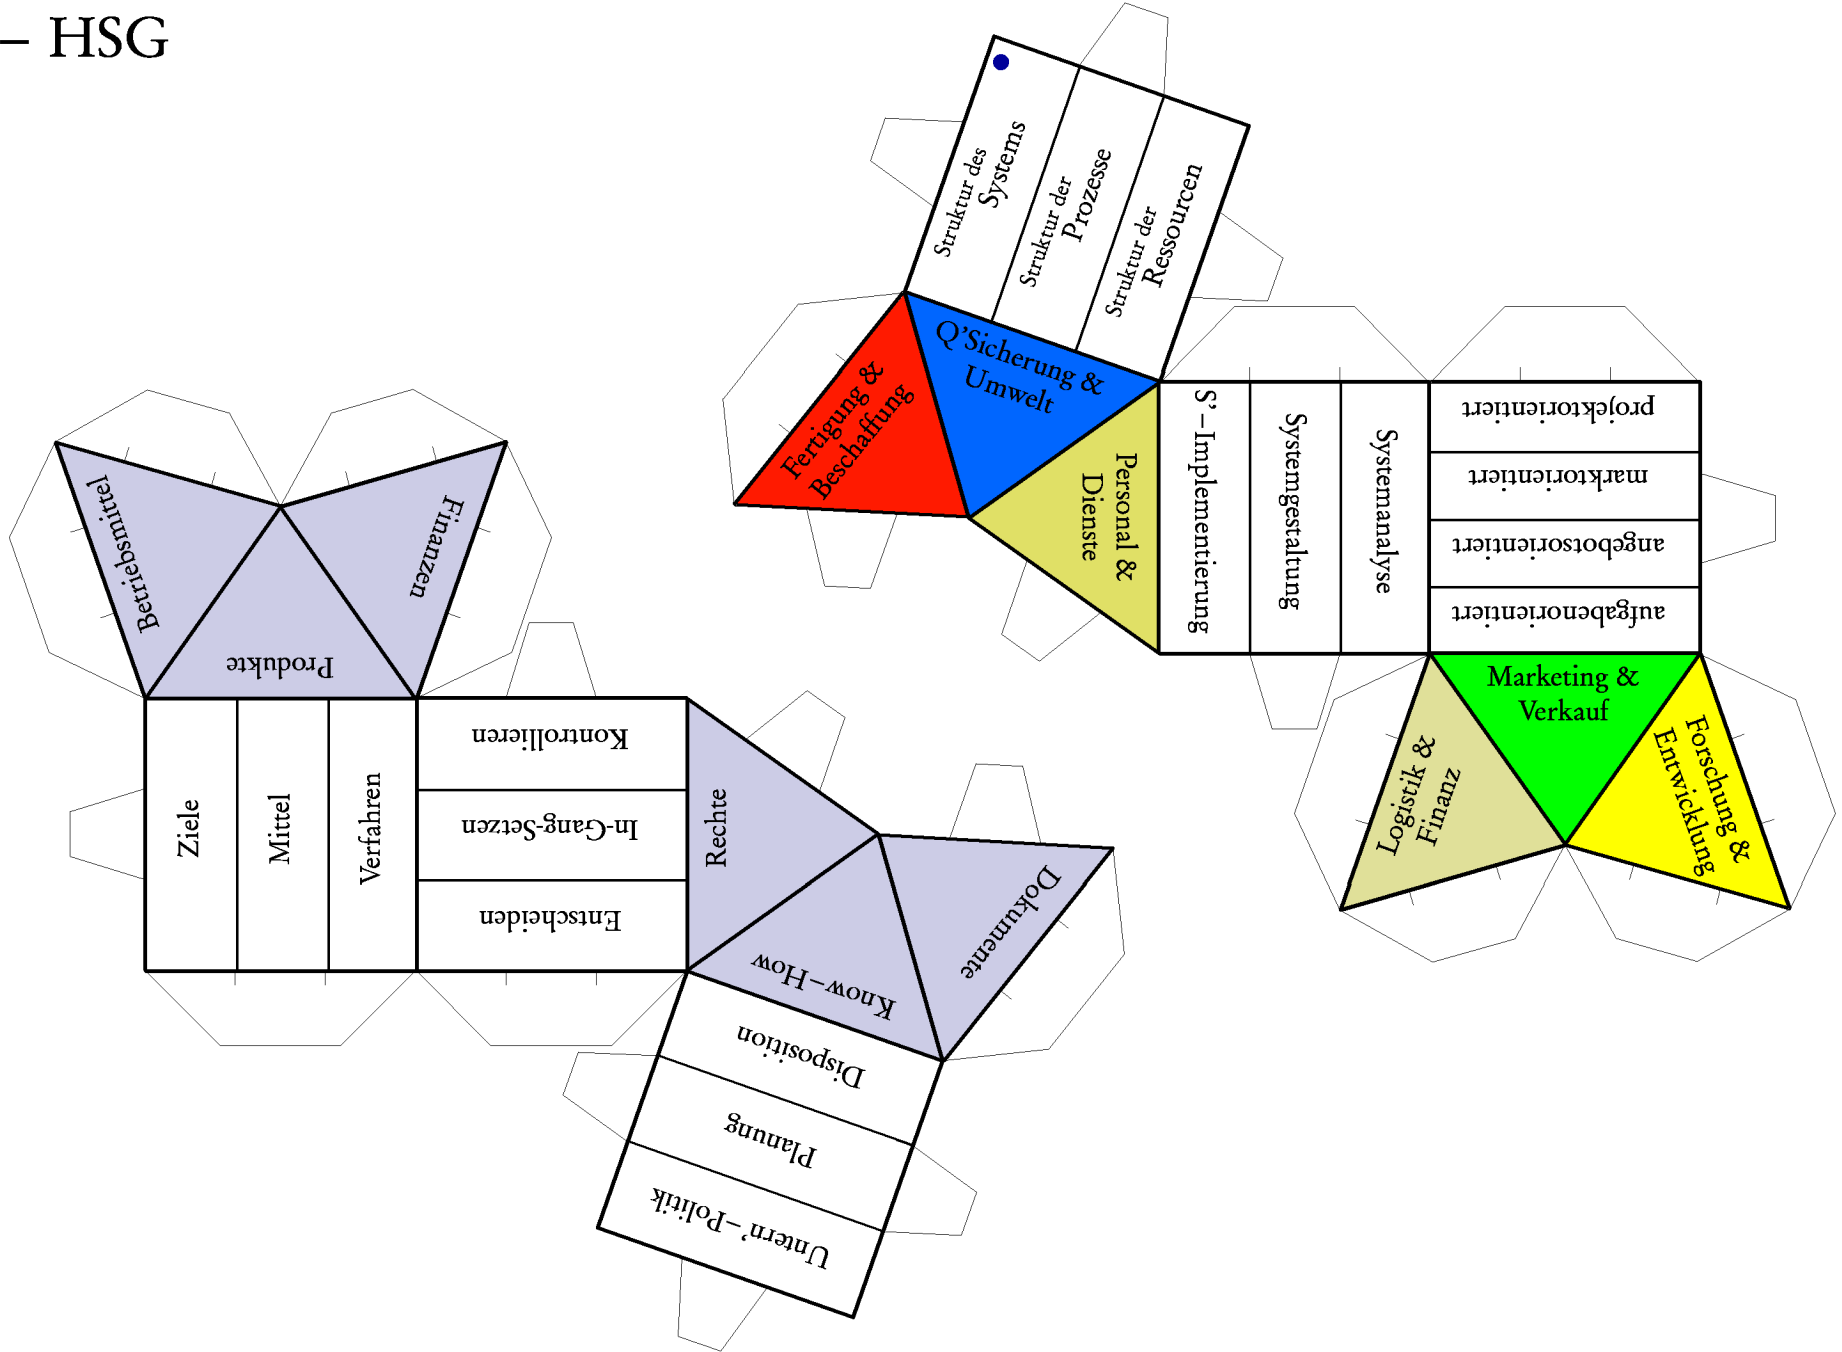 – HSG
Struktur des
Systems
Struktur der
Prozesse
Struktur der
Ressourcen
Q’Sicherung &
Umwelt
Fertigung &
Beschaffung
Personal &
Dienste
S’–Implementierung
Systemgestaltung
Systemanalyse
projektorientiert
marktorientiert
angebotsorientiert
aufgabenorientiert
Marketing &
Verkauf
Logistik &
Finanz
Forschung &
Entwicklung
Betriebsmittel
Finanzen
Produkte
Ziele
Mittel
Verfahren
Kontrollieren
In-Gang-Setzen
Entscheiden
Rechte
Know–How
Dokumente
Disposition
Planung
Untern’–Politik